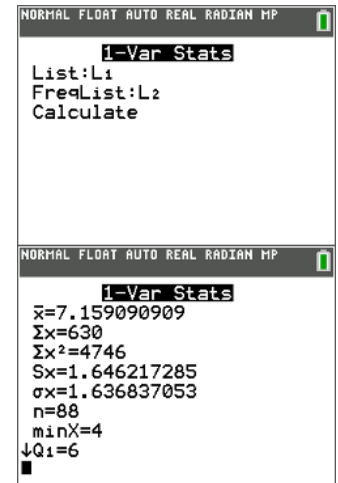 NORMAL FLOAT AUTO REAL RADIAN MP
1-Var Stats
List:L₁
FreqList:L₂
Calculate
NORMAL FLOAT AUTO REAL RADIAN MP
1-Var Stats
x̄=7.159090909
Σx=630
Σx²=4746
Sx=1.646217285
σx=1.636837053
n=88
minX=4
↓Q₁=6